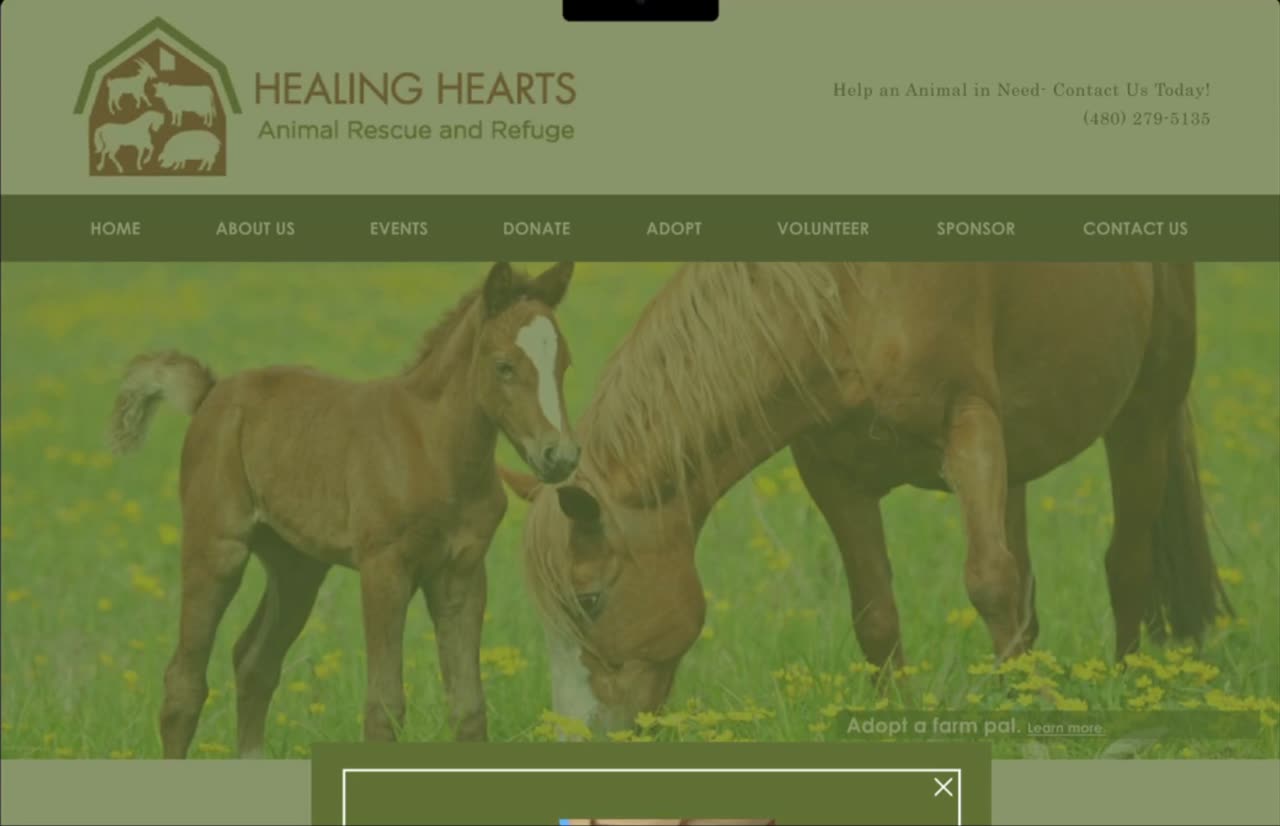 HEALING HEARTS
Animal Rescue and Refuge
Help an Animal in Need- Contact Us Today!
(480) 279-5135
HOME ABOUT US EVENTS DONATE ADOPT VOLUNTEER SPONSOR CONTACT US
Adopt a farm pal. Learn more.